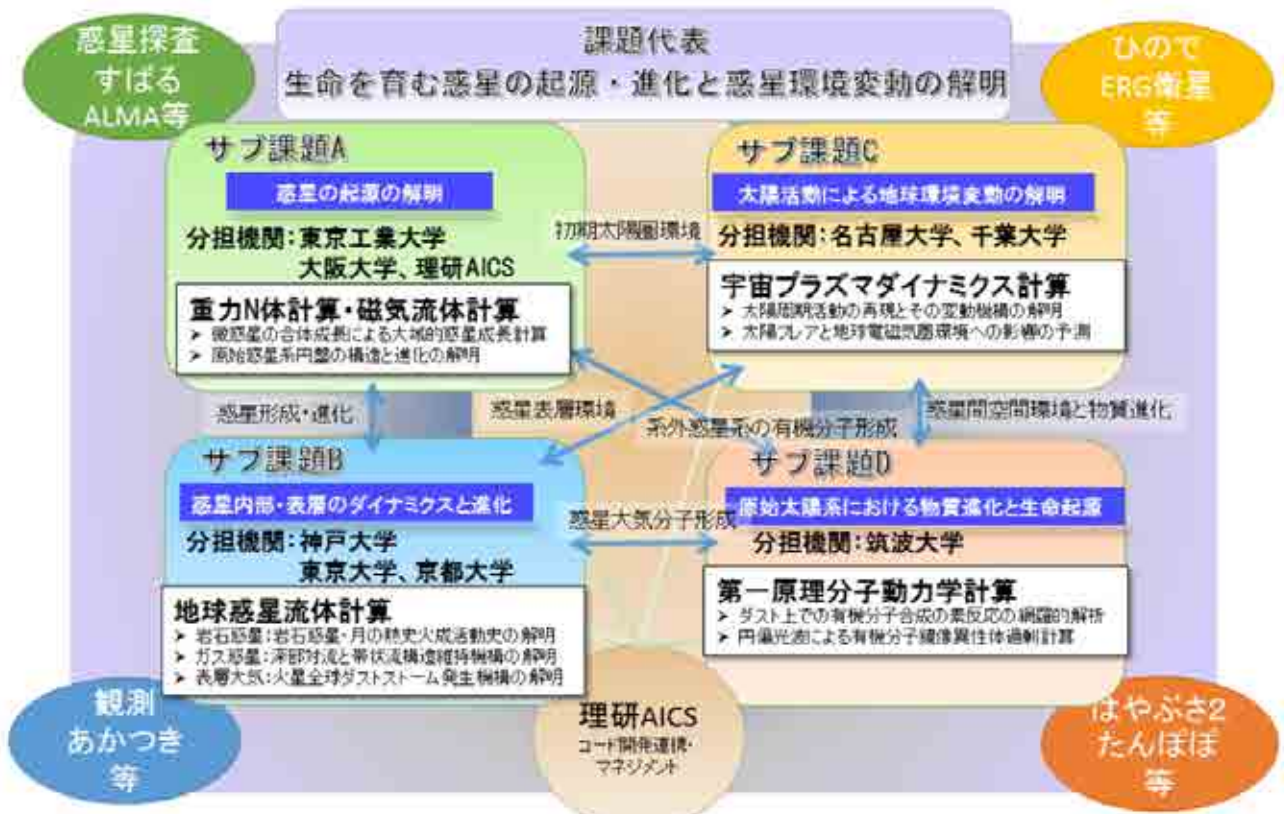 惑星探査
すばる
ALMA等
課題代表
生命を育む惑星の起源・進化と惑星環境変動の解明
ひので
ERG衛星
等
サブ課題A
惑星の起源の解明
分担機関:東京工業大学
大阪大学、理研AICS
重力N体計算・磁気流体計算
➤ 微惑星の合体成長による大域的惑星成長計算
➤ 原始惑星系円盤の構造と進化の解明
初期太陽圏環境
サブ課題C
太陽活動による地球環境変動の解明
分担機関:名古屋大学、千葉大学
宇宙プラズマダイナミクス計算
➤ 太陽周期活動の再現とその変動機構の解明
➤ 太陽フレアと地球電磁気圏環境への影響の予測
惑星形成・進化
惑星表層環境
系外惑星系の有機分子形成
惑星間空間環境と物質進化
サブ課題B
惑星内部・表層のダイナミクスと進化
分担機関:神戸大学
東京大学、京都大学
地球惑星流体計算
➤ 岩石惑星:岩石惑星・月の熱史火成活動史の解明
➤ ガス惑星:深部対流と帯状流構造維持機構の解明
➤ 表層大気:火星全球ダストストーム発生機構の解明
惑星大気分子形成
サブ課題D
原始太陽系における物質進化と生命起源
分担機関:筑波大学
第一原理分子動力学計算
➤ ダスト上での有機分子合成の素反応の網羅的解析
➤ 円偏光波による有機分子鏡像異性体過剰計算
観測
あかつき
等
理研AICS
コード開発連携・
マネジメント
はやぶさ2
たんぽぽ
等